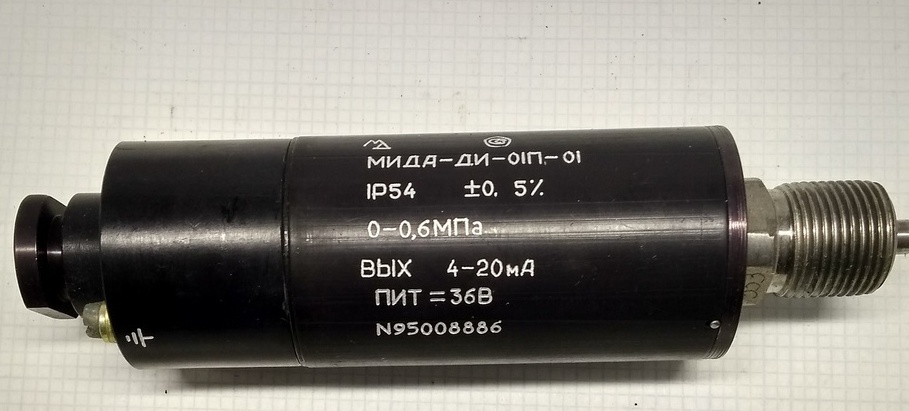 МИДА-ДИ-01П-01
IP54 ±0,5%
0-0,6МПа
ВЫХ 4-20мА
ПИТ =36В
N95008886